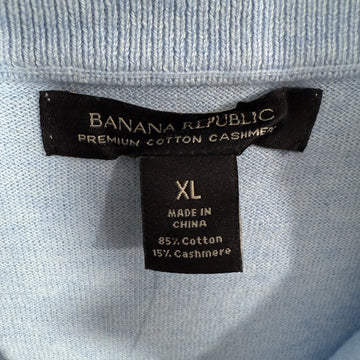 BANANA REPUBLIC
PREMIUM COTTON CASHMERE
XL
MADE IN
CHINA
85% Cotton
15% Cashmere